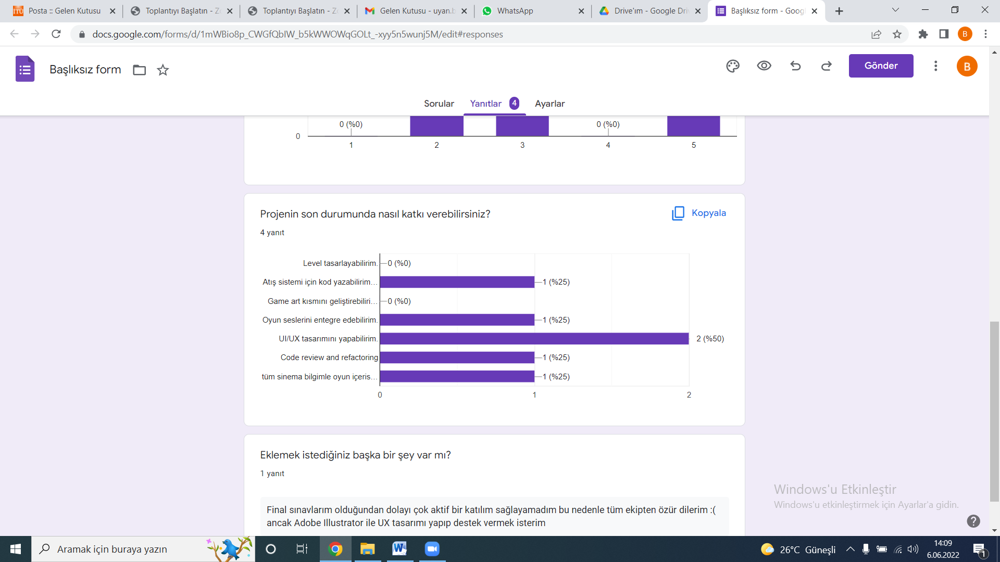 Posta :: Gelen Kutusu
Toplantıyı Başlatın - Z
Toplantıyı Başlatın - Z
Gelen Kutusu - uyan.b
WhatsApp
Drive'ım - Google Dri
Başlıksız form - Goog
docs.google.com/forms/d/1mWBio8p_CWGfQbIW_b5kWWOWqGOLt_-xyy5n5wunj5M/edit#responses
B
Başlıksız form
Gönder
B
Sorular
Yanıtlar 4
Ayarlar
0 (%0)
0 (%0)
0
1 2 3 4 5
Projenin son durumunda nasıl katkı verebilirsiniz?
Kopyala
4 yanıt
Level tasarlayabilirim. 0 (%0)
Atış sistemi için kod yazabilirim… 1 (%25)
Game art kısmını geliştirebiliri… 0 (%0)
Oyun seslerini entegre edebilirim. 1 (%25)
UI/UX tasarımını yapabilirim. 2 (%50)
Code review and refactoring 1 (%25)
tüm sinema bilgimle oyun içeris… 1 (%25)
0 1 2
Eklemek istediğiniz başka bir şey var mı?
1 yanıt
Final sınavlarım olduğundan dolayı çok aktif bir katılım sağlayamadım bu nedenle tüm ekipten özür dilerim :(
ancak Adobe Illustrator ile UX tasarımı yapıp destek vermek isterim
Windows'u Etkinleştir
Windows'u etkinleştirmek için Ayarlar'a gidin.
Aramak için buraya yazın
26°C Güneşli
14:09
6.06.2022
1